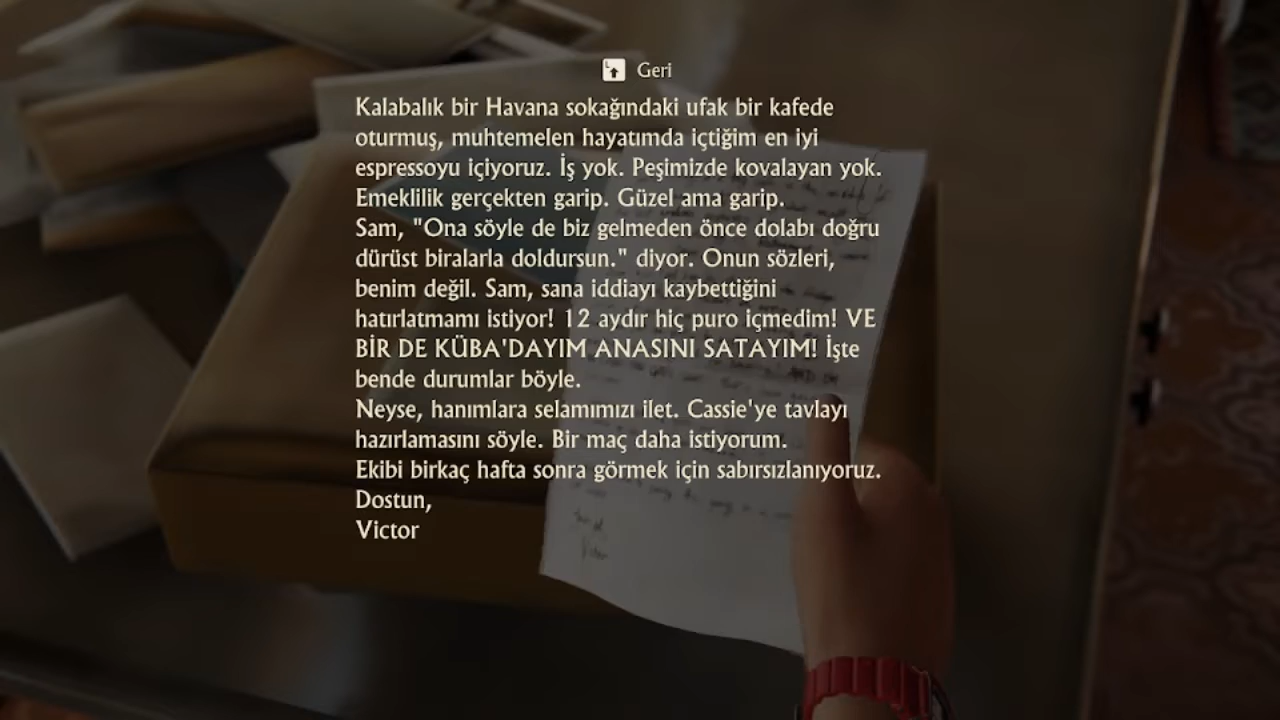 Geri
Kalabalık bir Havana sokağındaki ufak bir kafede
oturmuş, muhtemelen hayatımda içtiğim en iyi
espressoyu içiyoruz. İş yok. Peşimizde kovalayan yok.
Emeklilik gerçekten garip. Güzel ama garip.
Sam, "Ona söyle de biz gelmeden önce dolabı doğru
dürüst biralarla doldursun." diyor. Onun sözleri,
benim değil. Sam, sana iddiayı kaybettiğini
hatırlatmamı istiyor! 12 aydır hiç puro içmedim! VE
BİR DE KÜBA'DAYIM ANASINI SATAYIM! İşte
bende durumlar böyle.
Neyse, hanımlara selamımızı ilet. Cassie'ye tavlayı
hazırlamasını söyle. Bir maç daha istiyorum.
Ekibi birkaç hafta sonra görmek için sabırsızlanıyoruz.
Dostun,
Victor